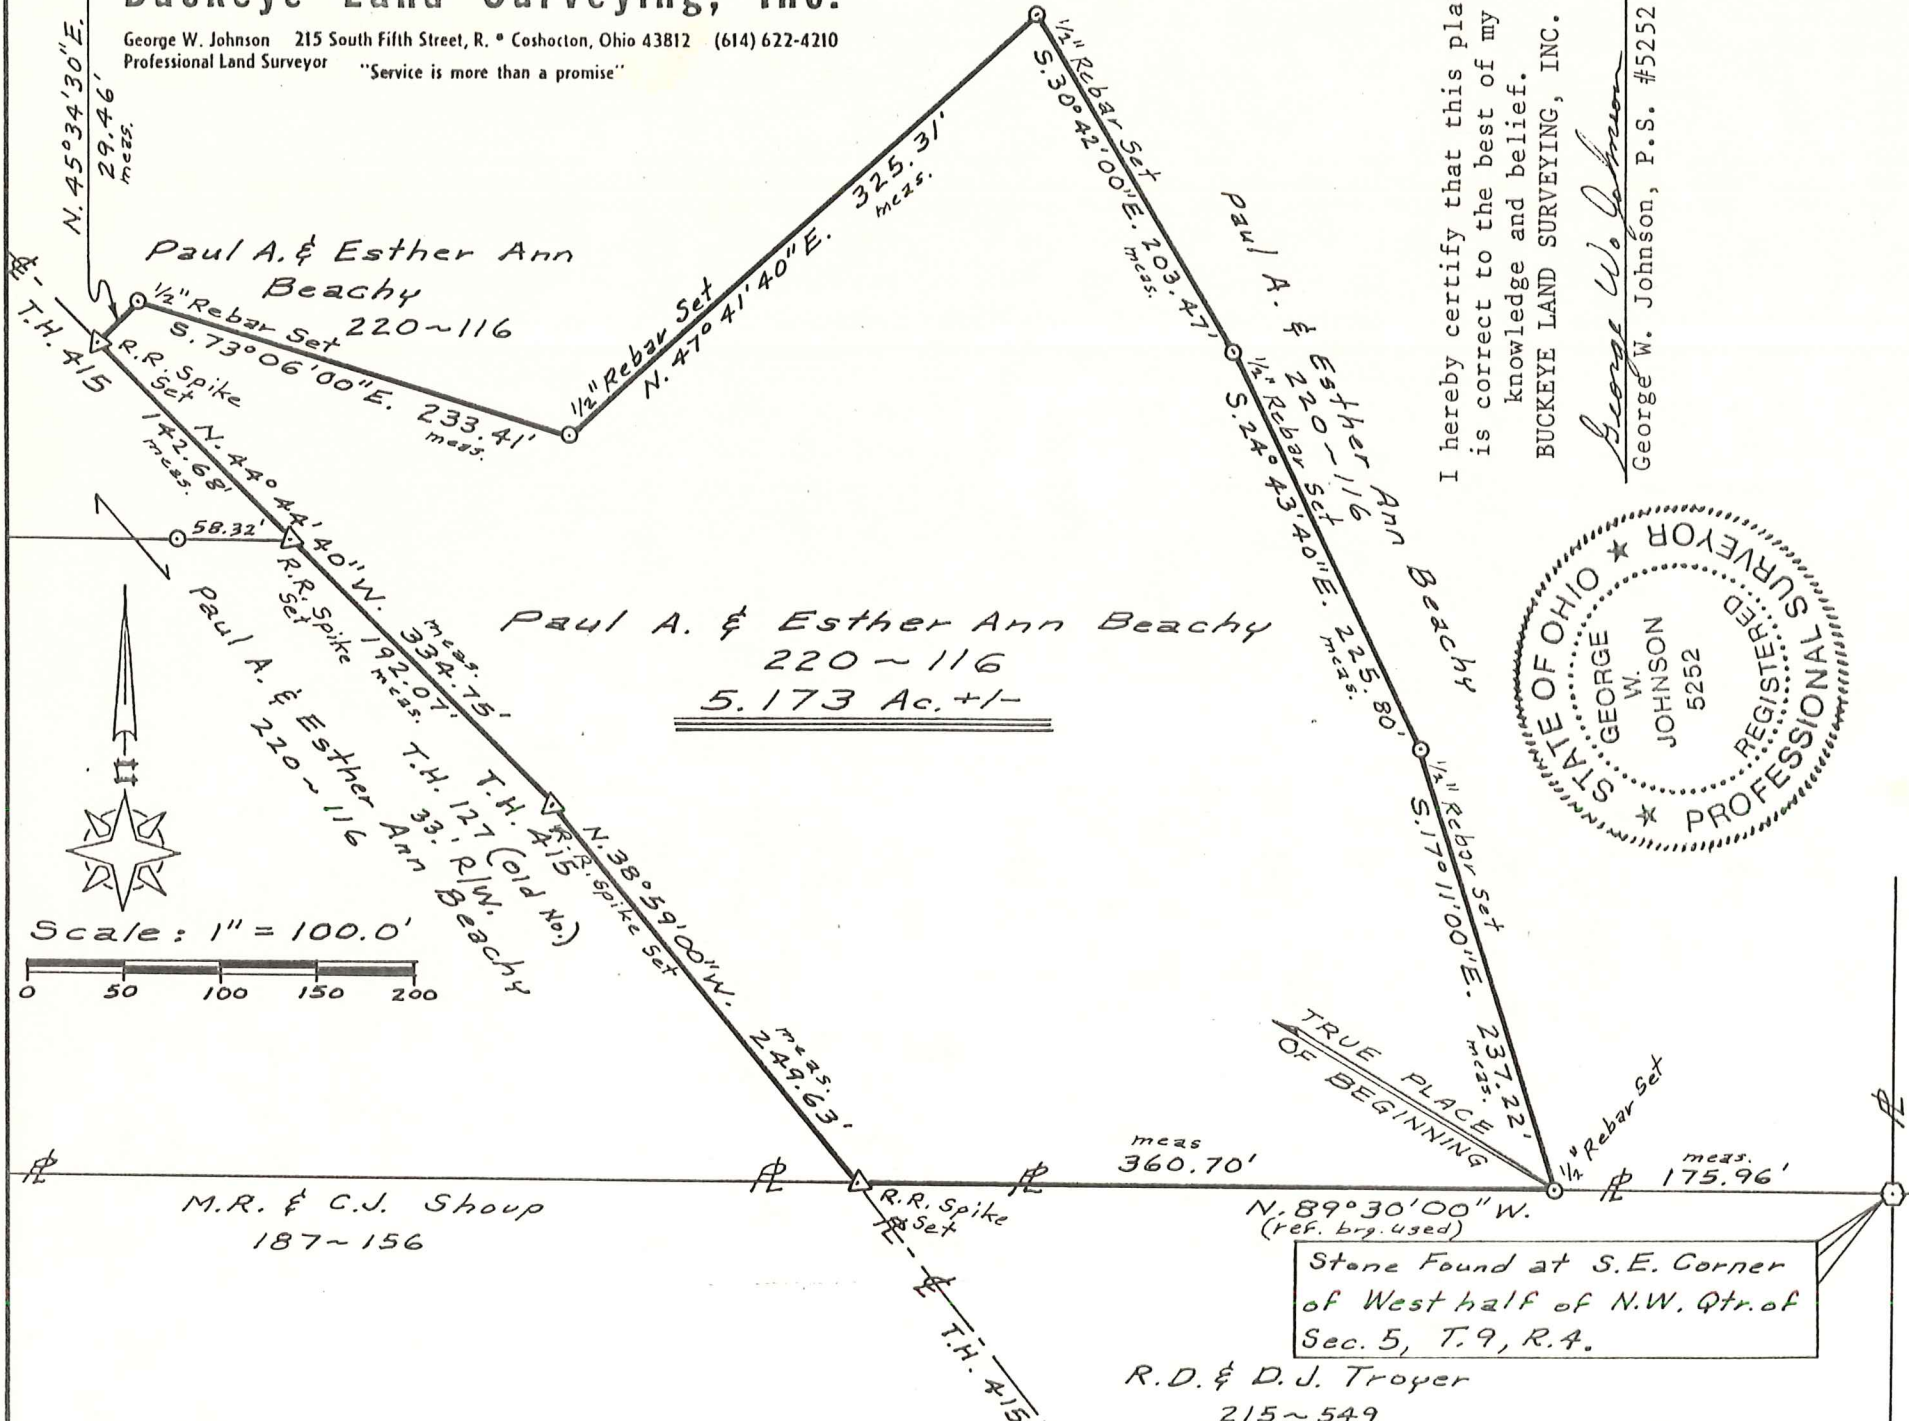 Buckeye Land Surveying, Inc.
George W. Johnson 215 South Fifth Street, R. * Coshocton, Ohio 43812 (614) 622-4210
Professional Land Surveyor "Service is more than a promise"
N. 45°34'30"E.
29.46'
meas.
I hereby certify that this pla
is correct to the best of my
knowledge and belief.
BUCKEYE LAND SURVEYING, INC.
George W. Johnson
George W. Johnson, P.S. #5252
STATE OF OHIO
★ PROFESSIONAL SURVEYOR ★
REGISTERED
GEORGE
W.
JOHNSON
5252
Paul A. & Esther Ann
Beachy
220~116
℄ T.H. 415
1/2" Rebar Set
S. 73°06'00"E. 233.41'
meas.
1/2" Rebar Set
N. 47°41'40"E.
325.31'
meas.
1/2" Rebar Set
S. 30°42'00"E. 203.47'
meas.
Paul A. & Esther Ann Beachy
220~116
1/2" Rebar Set
S. 24°43'40"E. 225.80'
meas.
1/2" Rebar Set
S. 17°11'00"E. 237.22'
meas.
R.R. Spike
Set
142.68'
meas.
N. 44°44'40"W.
meas.
334.75'
58.32'
R.R. Spike
Set
192.07'
meas.
Paul A. & Esther Ann Beachy
220~116
5.173 Ac. +/-
Paul A. & Esther Ann Beachy
220~116
T.H. 415
T.H. 127 (Old No.)
33' R/W.
R.R. Spike Set
N. 38°59'00"W.
meas.
249.63'
Scale: 1" = 100.0'
0 50 100 150 200
TRUE PLACE
OF BEGINNING
1/2" Rebar Set
meas
360.70'
meas.
175.96'
N. 89°30'00"W.
(ref. brg. used)
R.R. Spike
Set
M.R. & C.J. Shoup
187~156
℄
T.H. 415
Stone Found at S.E. Corner
of West half of N.W. Qtr. of
Sec. 5, T.9, R.4.
R.D. & D.J. Troyer
215~549